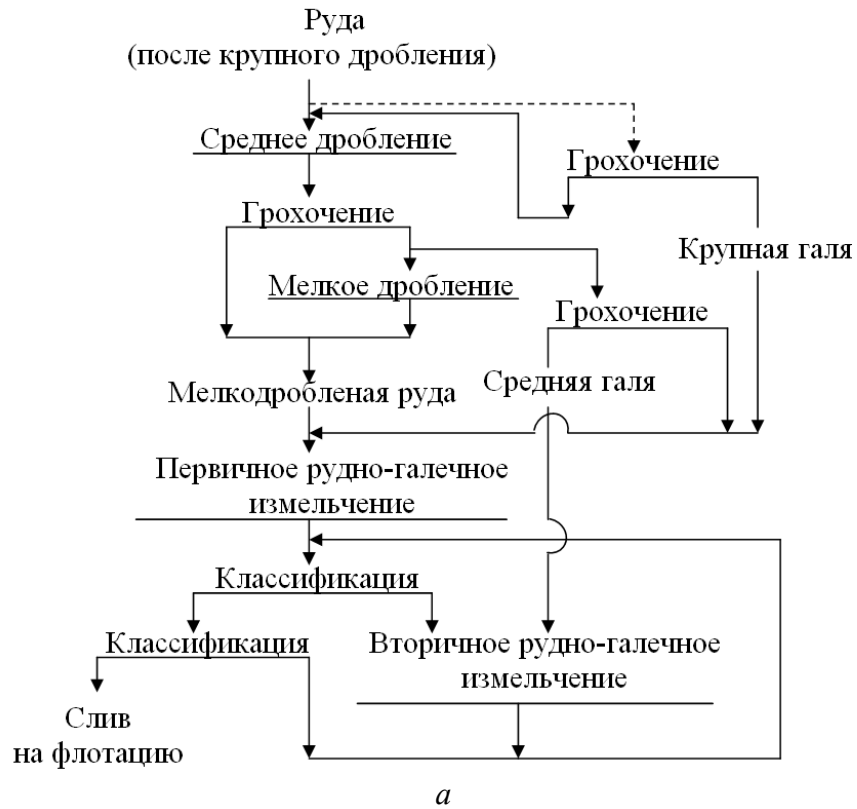 Руда
(после крупного дробления)
Среднее дробление
Грохочение
Грохочение
Крупная галя
Мелкое дробление
Грохочение
Средняя галя
Мелкодробленая руда
Первичное рудно-галечное
измельчение
Классификация
Классификация
Вторичное рудно-галечное
измельчение
Слив
на флотацию
а